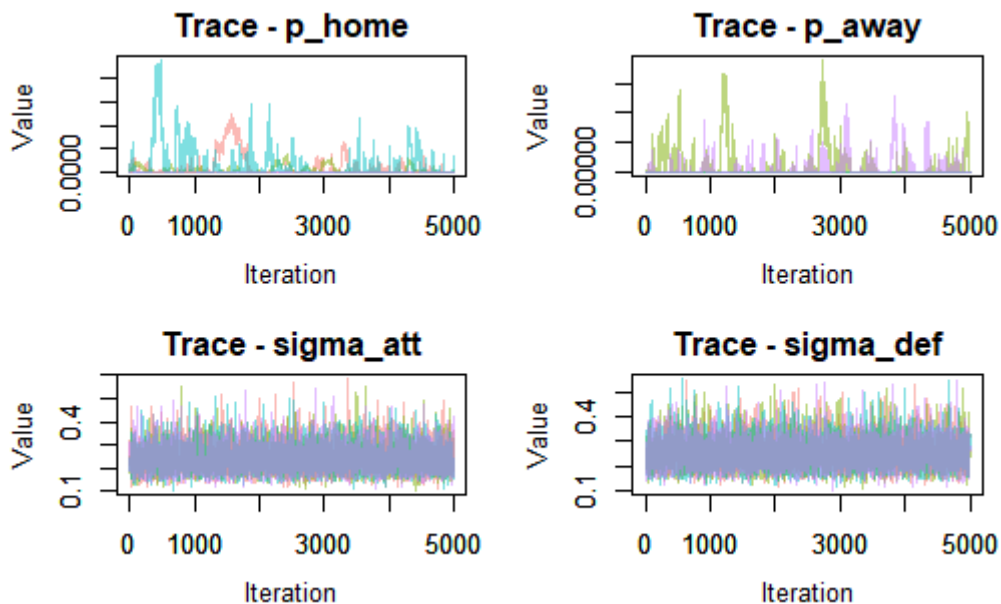 Trace - p_home
Value
0.00000
0 1000 3000 5000
Iteration
Trace - p_away
Value
0.00000
0 1000 3000 5000
Iteration
Trace - sigma_att
Value
0.1 0.4
0 1000 3000 5000
Iteration
Trace - sigma_def
Value
0.1 0.4
0 1000 3000 5000
Iteration